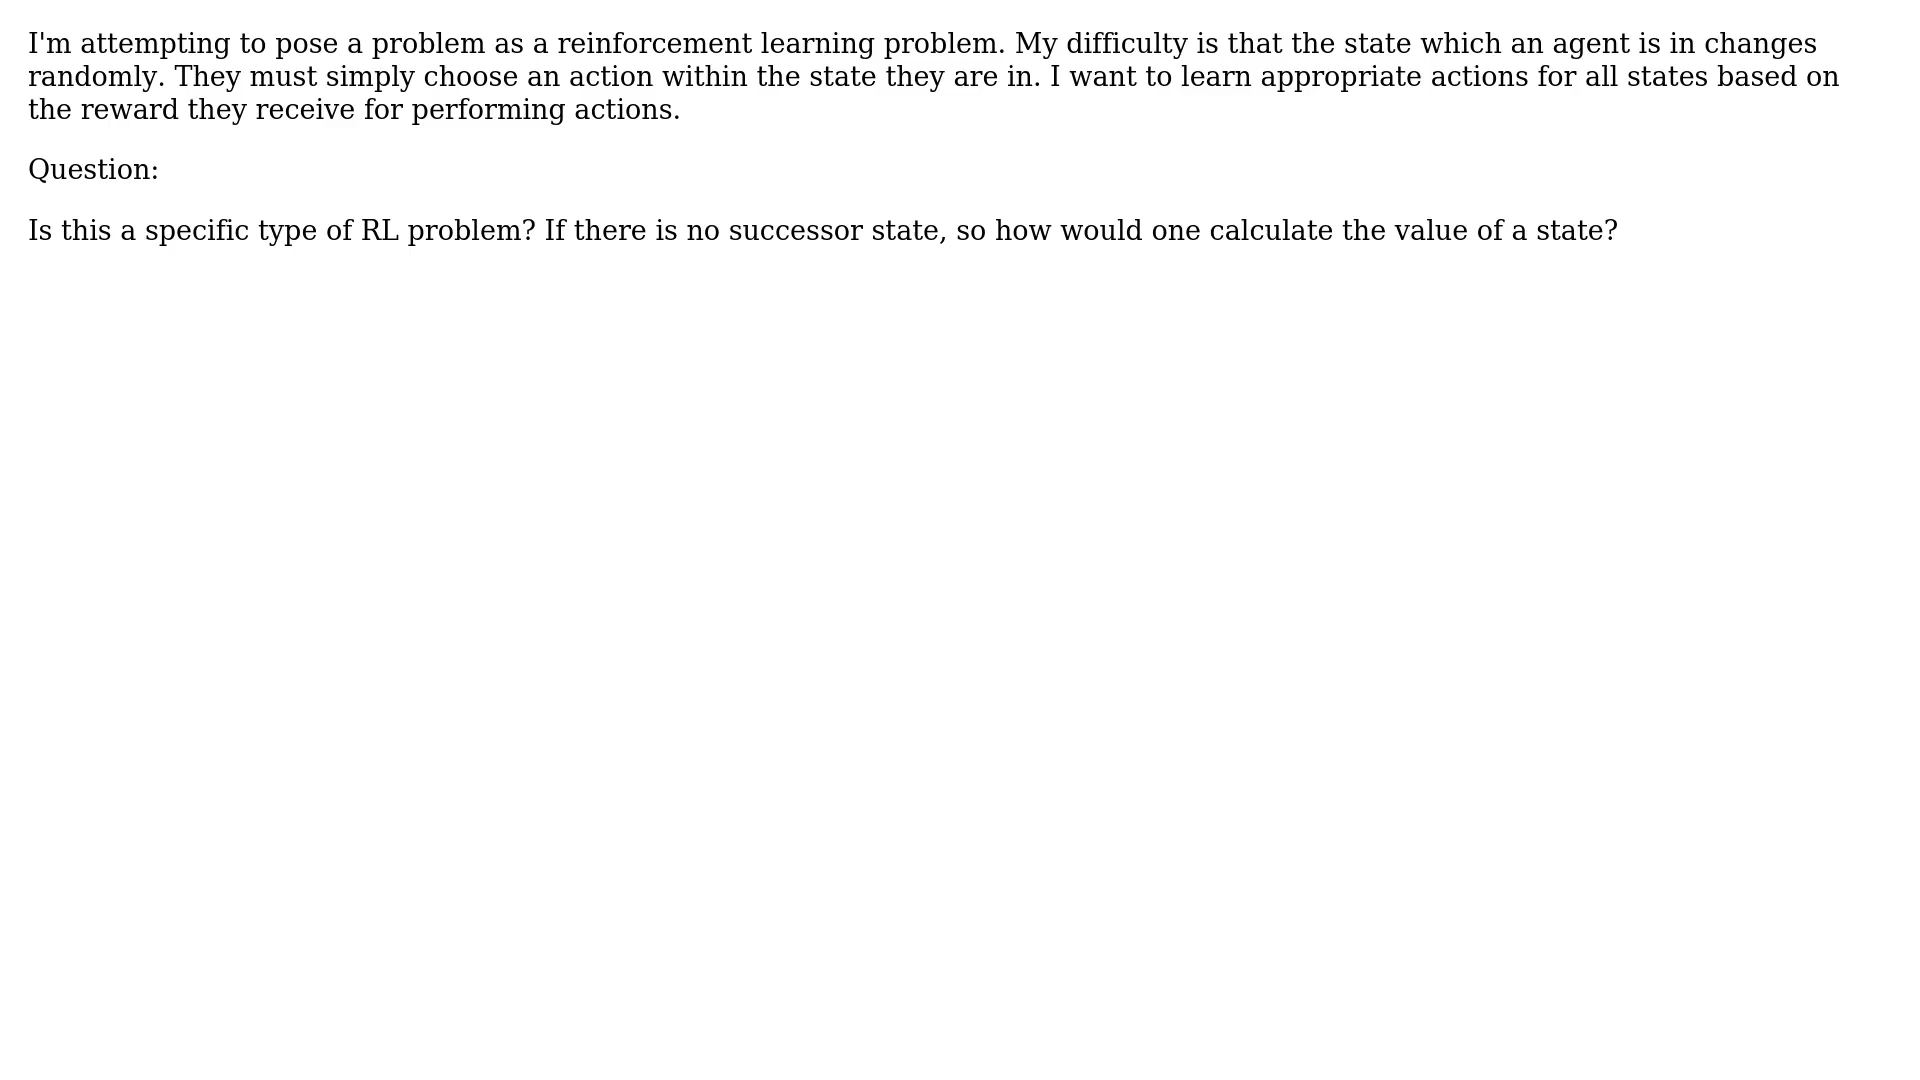 I'm attempting to pose a problem as a reinforcement learning problem. My difficulty is that the state which an agent is in changes
randomly. They must simply choose an action within the state they are in. I want to learn appropriate actions for all states based on
the reward they receive for performing actions.
Question:
Is this a specific type of RL problem? If there is no successor state, so how would one calculate the value of a state?